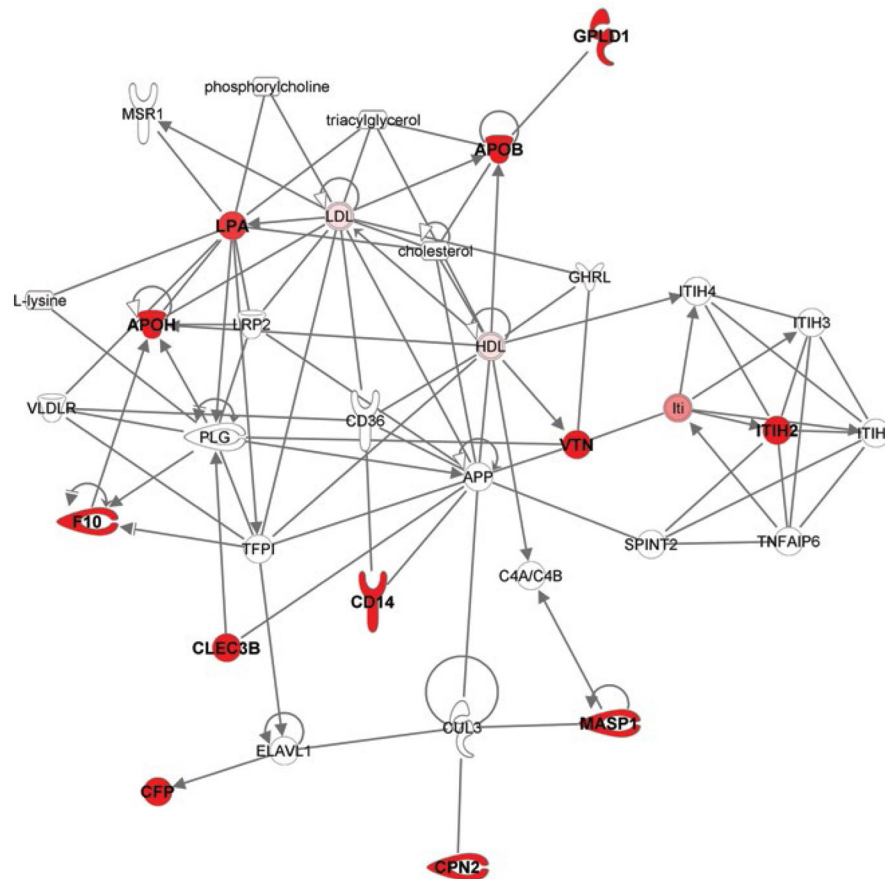 GPLD1
phosphorylcholine
MSR1
triacylglycerol
APOB
LPA
LDL
cholesterol
GHRL
L-lysine
ITIH4
APOH
LRP2
ITIH3
HDL
VLDLR
CD36
Iti
ITIH2
ITIH
PLG
VTN
APP
F10
TFPI
SPINT2
TNFAIP6
C4A/C4B
CD14
CLEC3B
MASP1
CUL3
ELAVL1
CFP
CPN2